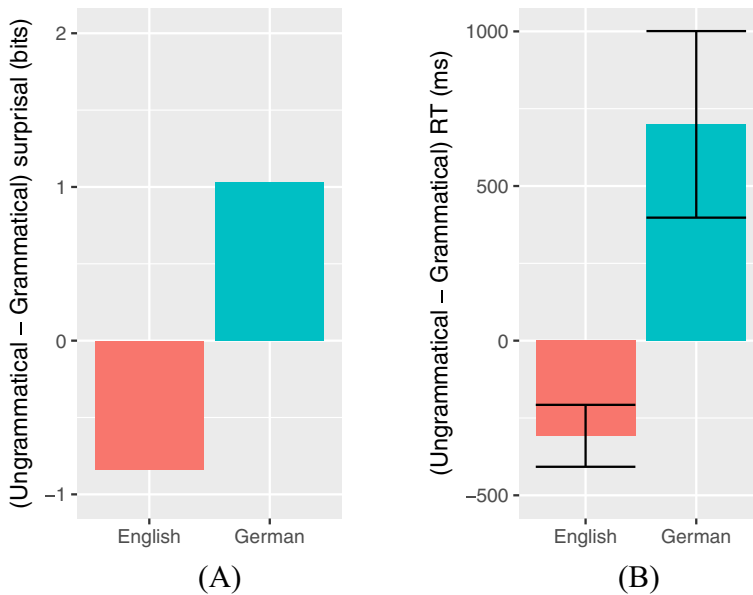 (Ungrammatical – Grammatical) surprisal (bits)
2
1
0
−1
English German
(A)
(Ungrammatical – Grammatical) RT (ms)
1000
500
0
−500
English German
(B)